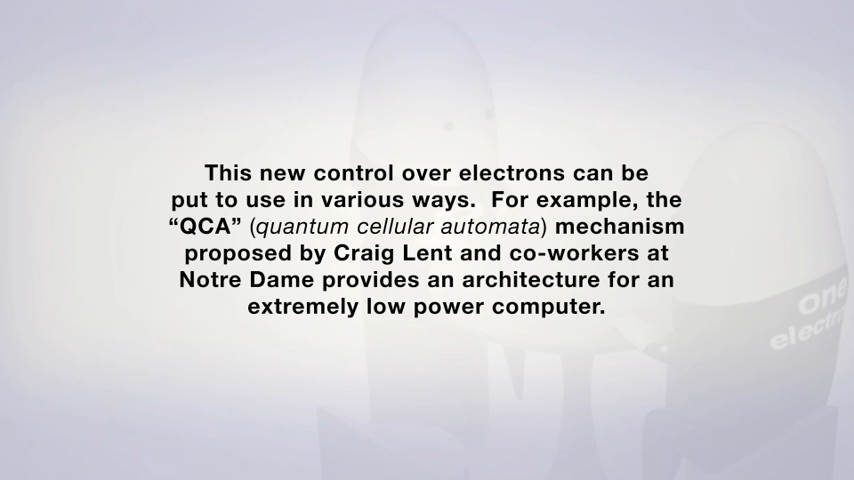 This new control over electrons can be
put to use in various ways.  For example, the
“QCA” (quantum cellular automata) mechanism
proposed by Craig Lent and co-workers at
Notre Dame provides an architecture for an
extremely low power computer.
One